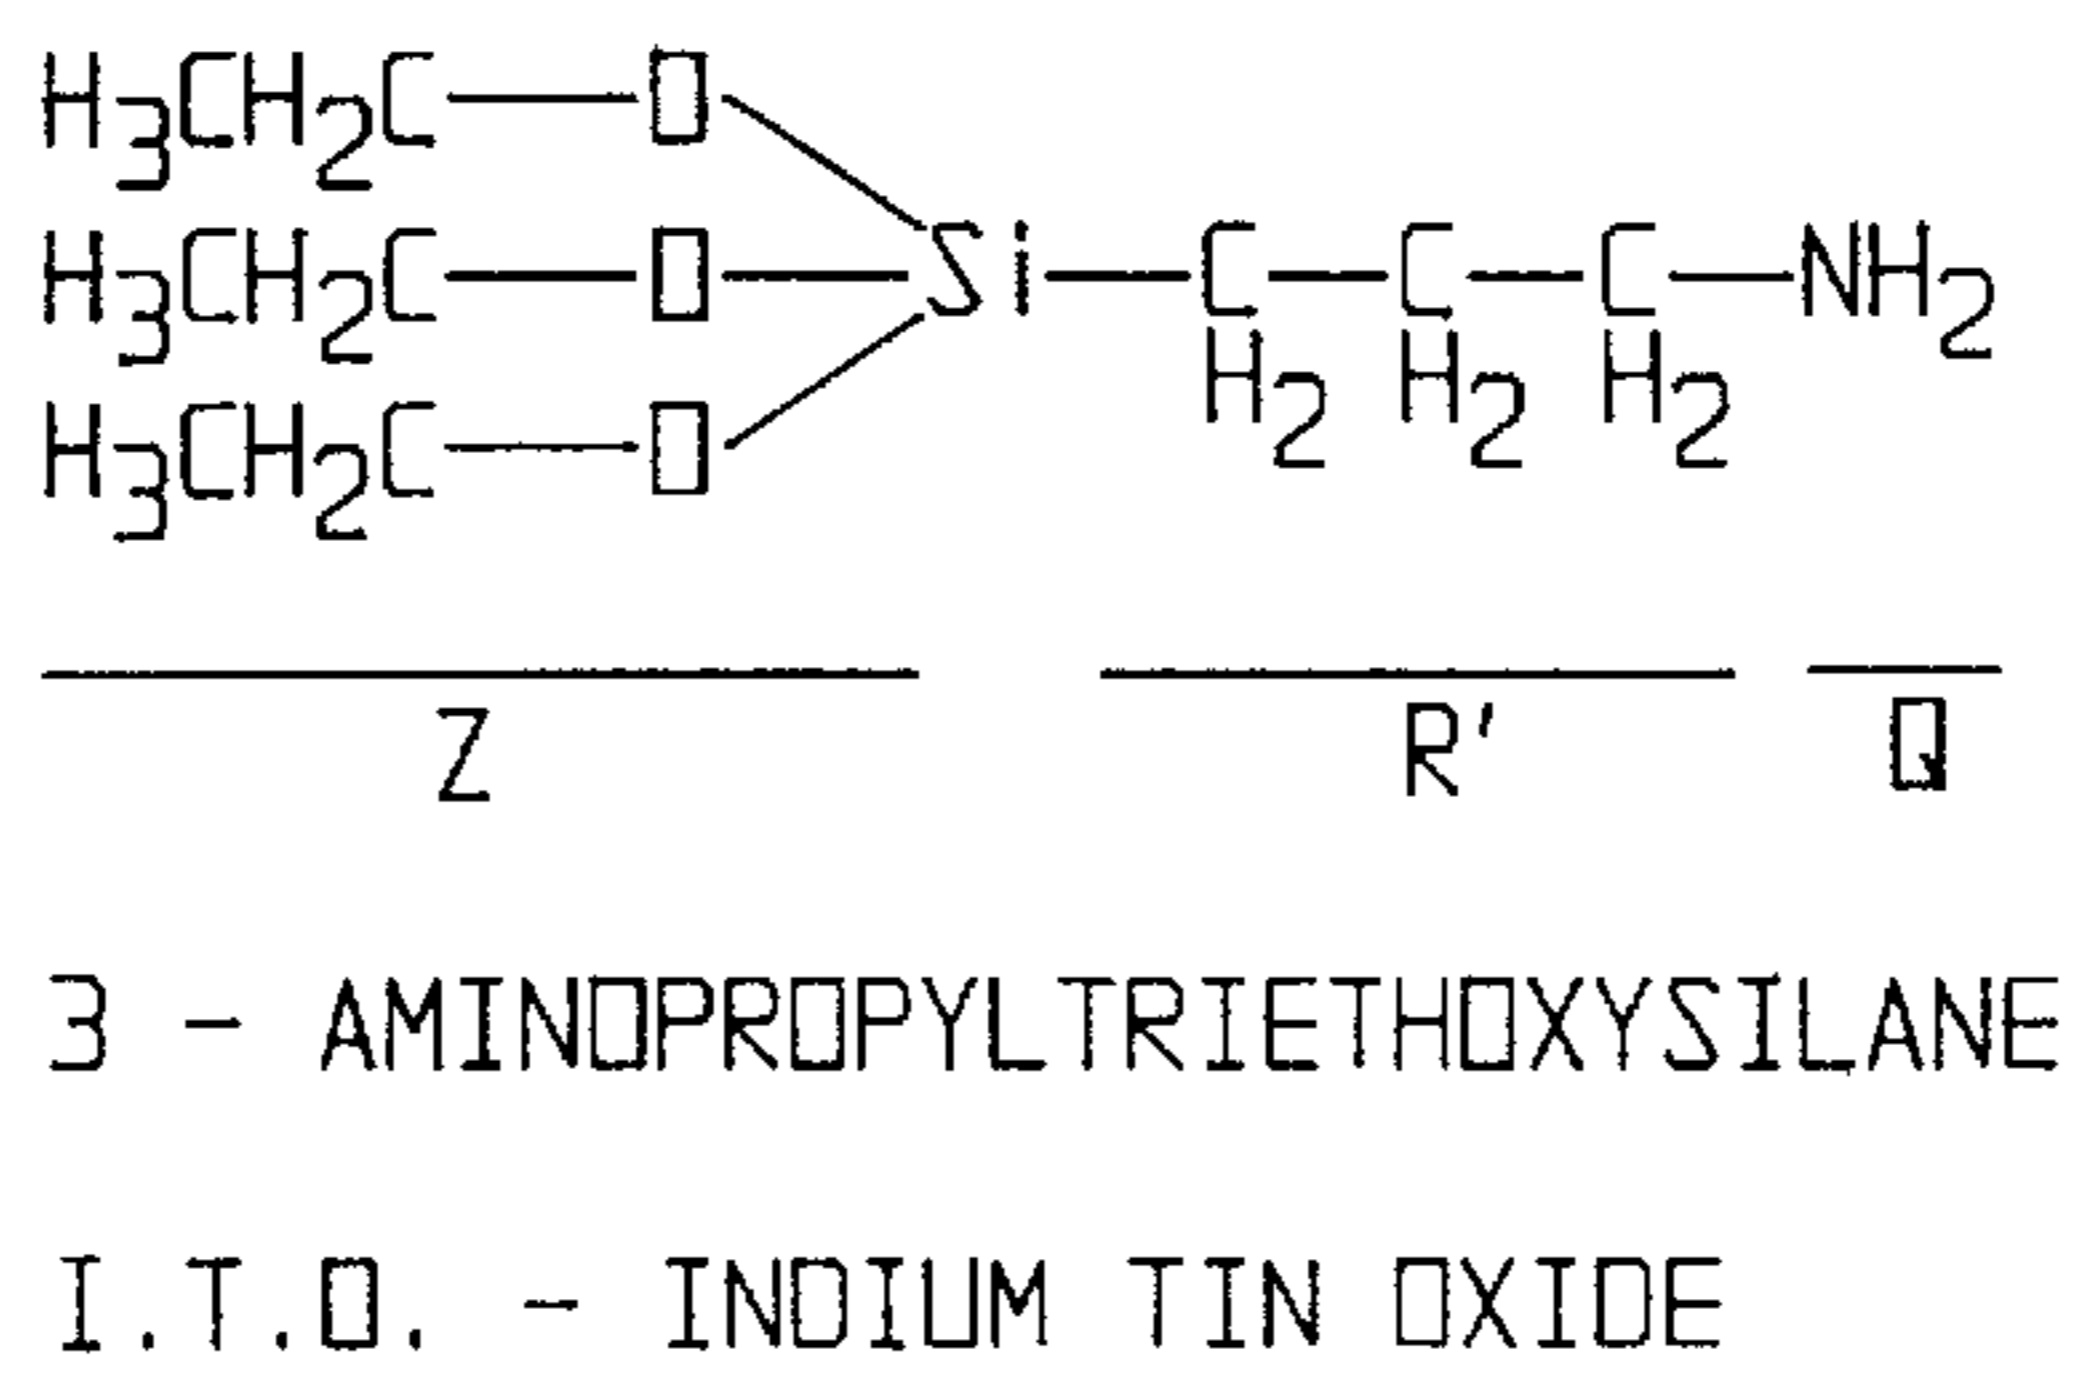 H3CH2C—O
H3CH2C—O—Si—C—C—C—NH2
H2 H2 H2
H3CH2C—O
Z R' Q
3 - AMINOPROPYLTRIETHOXYSILANE
I.T.O. - INDIUM TIN OXIDE